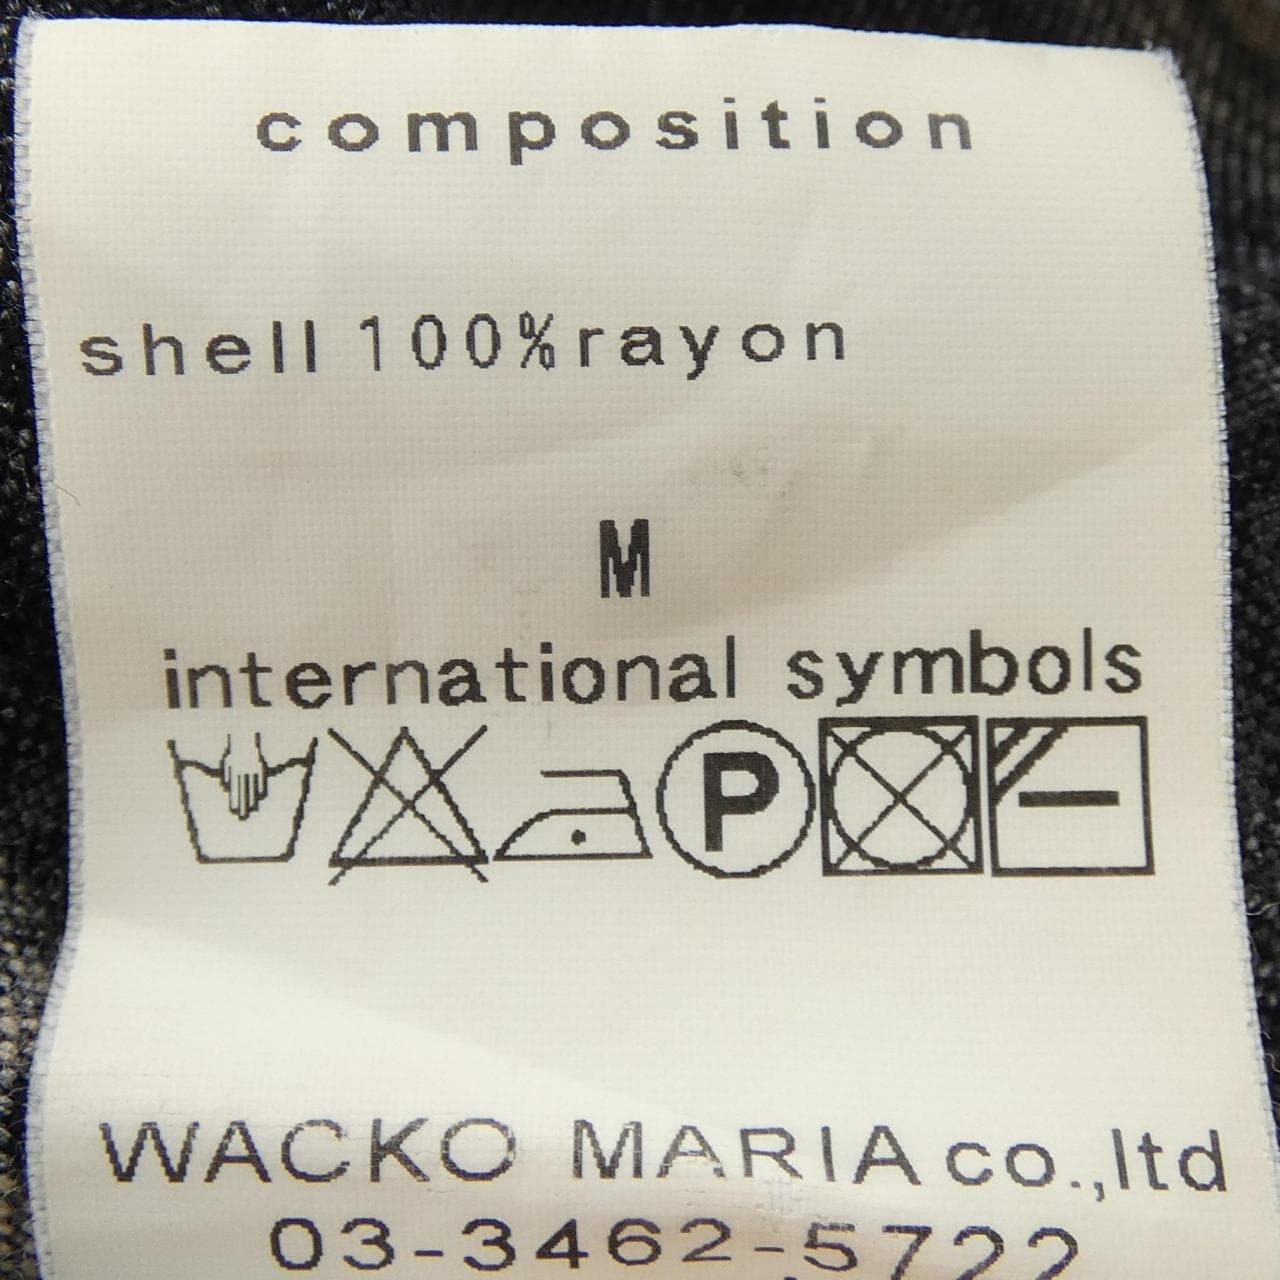 composition
shell 100% rayon
M
international symbols
P
WACKO MARIA co.,ltd
03-3462-5722